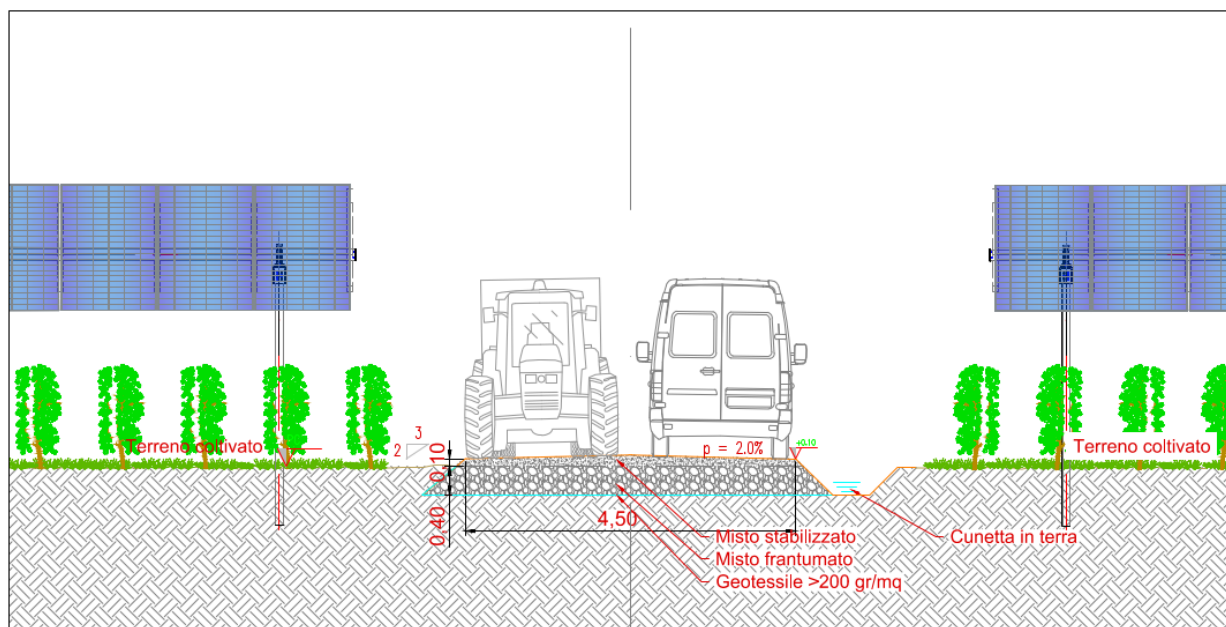 Terreno coltivato
3
2
p = 2.0%
+0.10
Terreno coltivato
0,10
0,40
4,50
Misto stabilizzato
Cunetta in terra
Misto frantumato
Geotessile >200 gr/mq